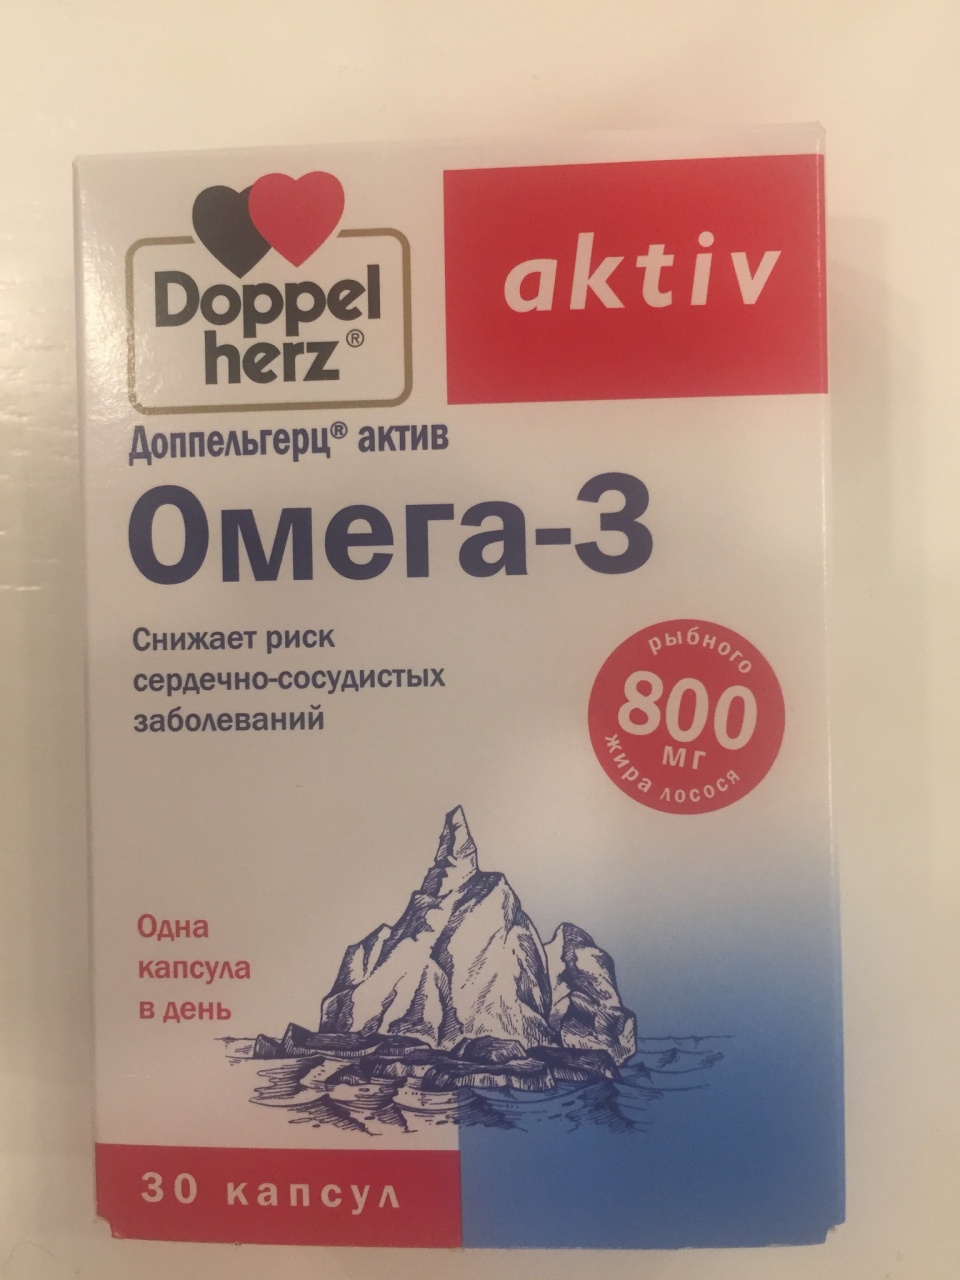 Doppel
herz®
aktiv
Доппельгерц® актив
Омега-3
Снижает риск
сердечно-сосудистых
заболеваний
рыбного
800
мг
жира лосося
Одна
капсула
в день
30 капсул